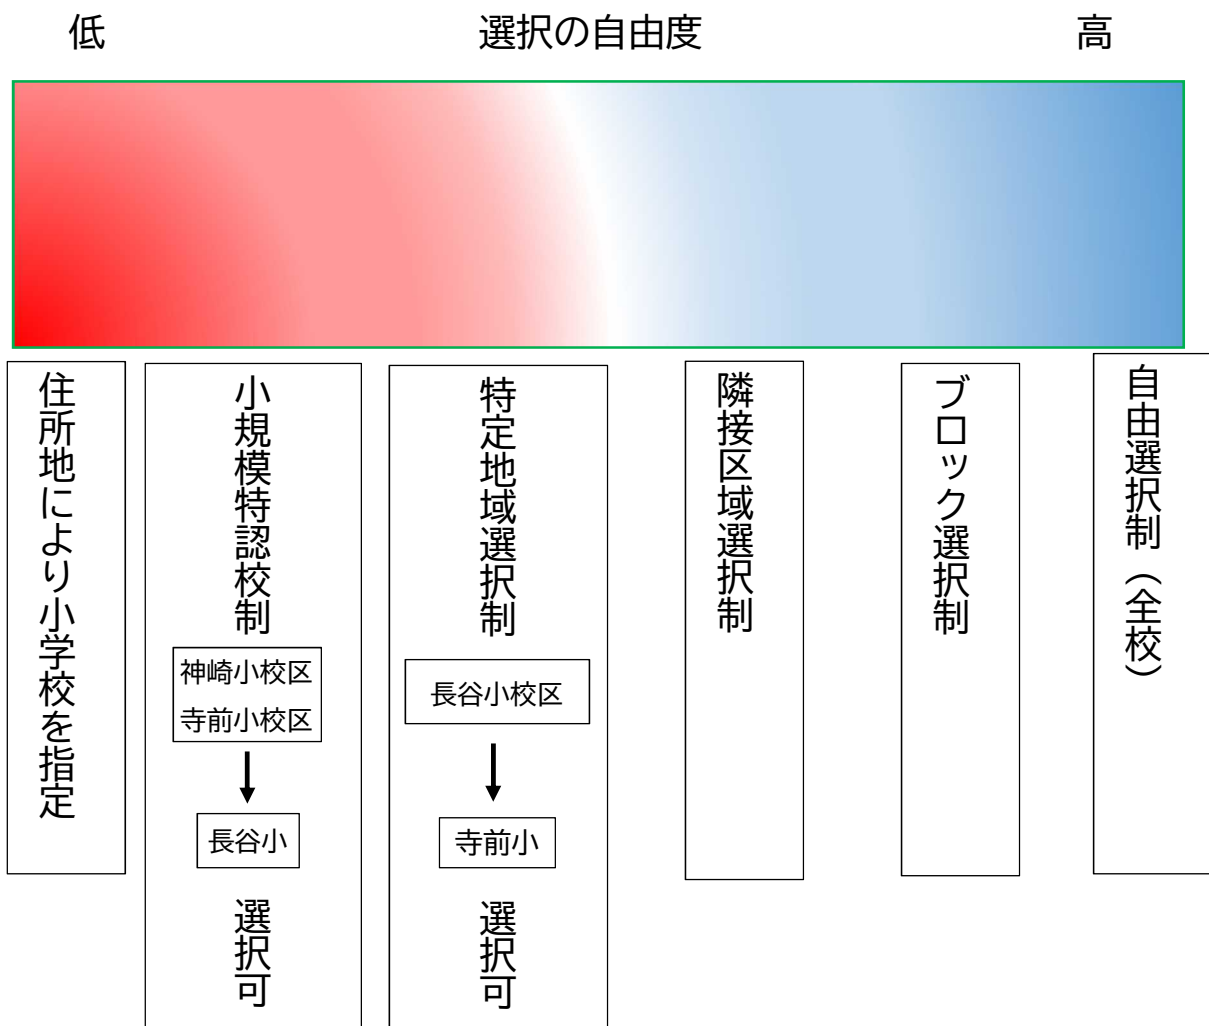 低
選択の自由度
高
住所地により小学校を指定
小規模特認校制
神崎小校区
寺前小校区
長谷小
選択可
特定地域選択制
長谷小校区
寺前小
選択可
隣接区域選択制
ブロック選択制
自由選択制（全校）